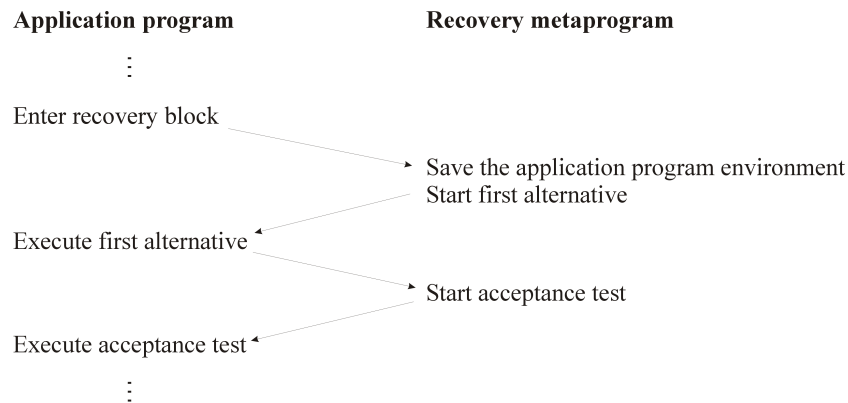 Application program
Recovery metaprogram
Enter recovery block
Save the application program environment
Start first alternative
Execute first alternative
Start acceptance test
Execute acceptance test